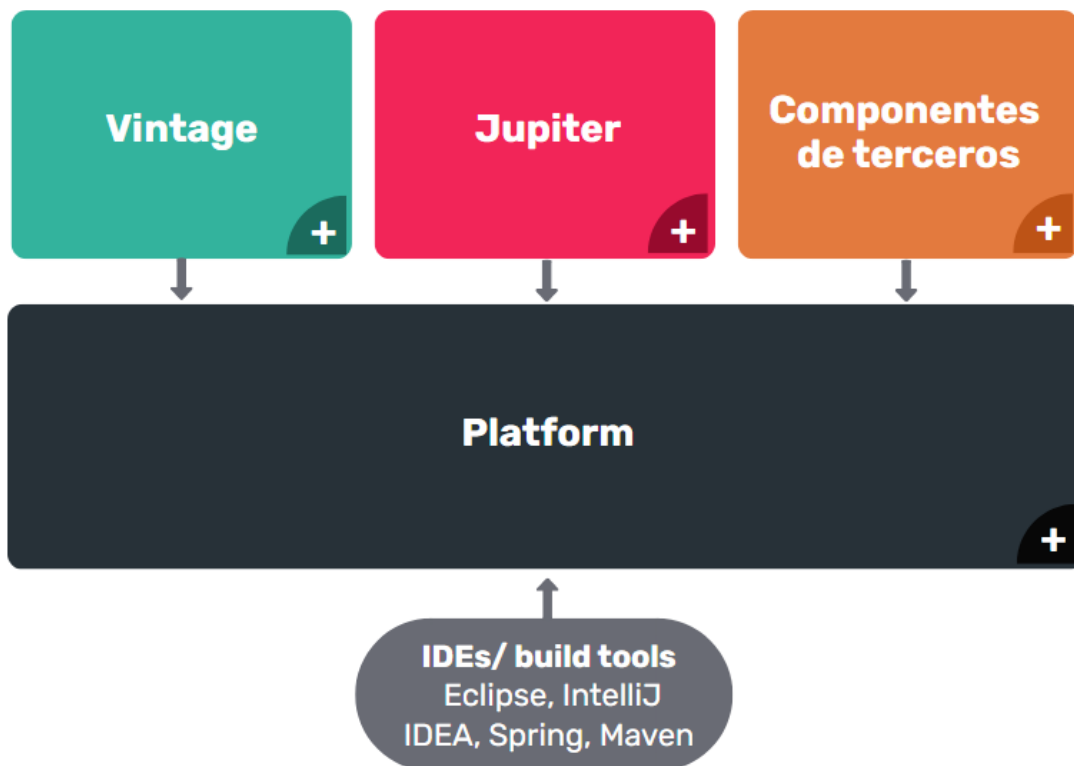 Vintage
Jupiter
Componentes
de terceros
+
+
+
Platform
+
IDEs/ build tools
Eclipse, IntelliJ
IDEA, Spring, Maven